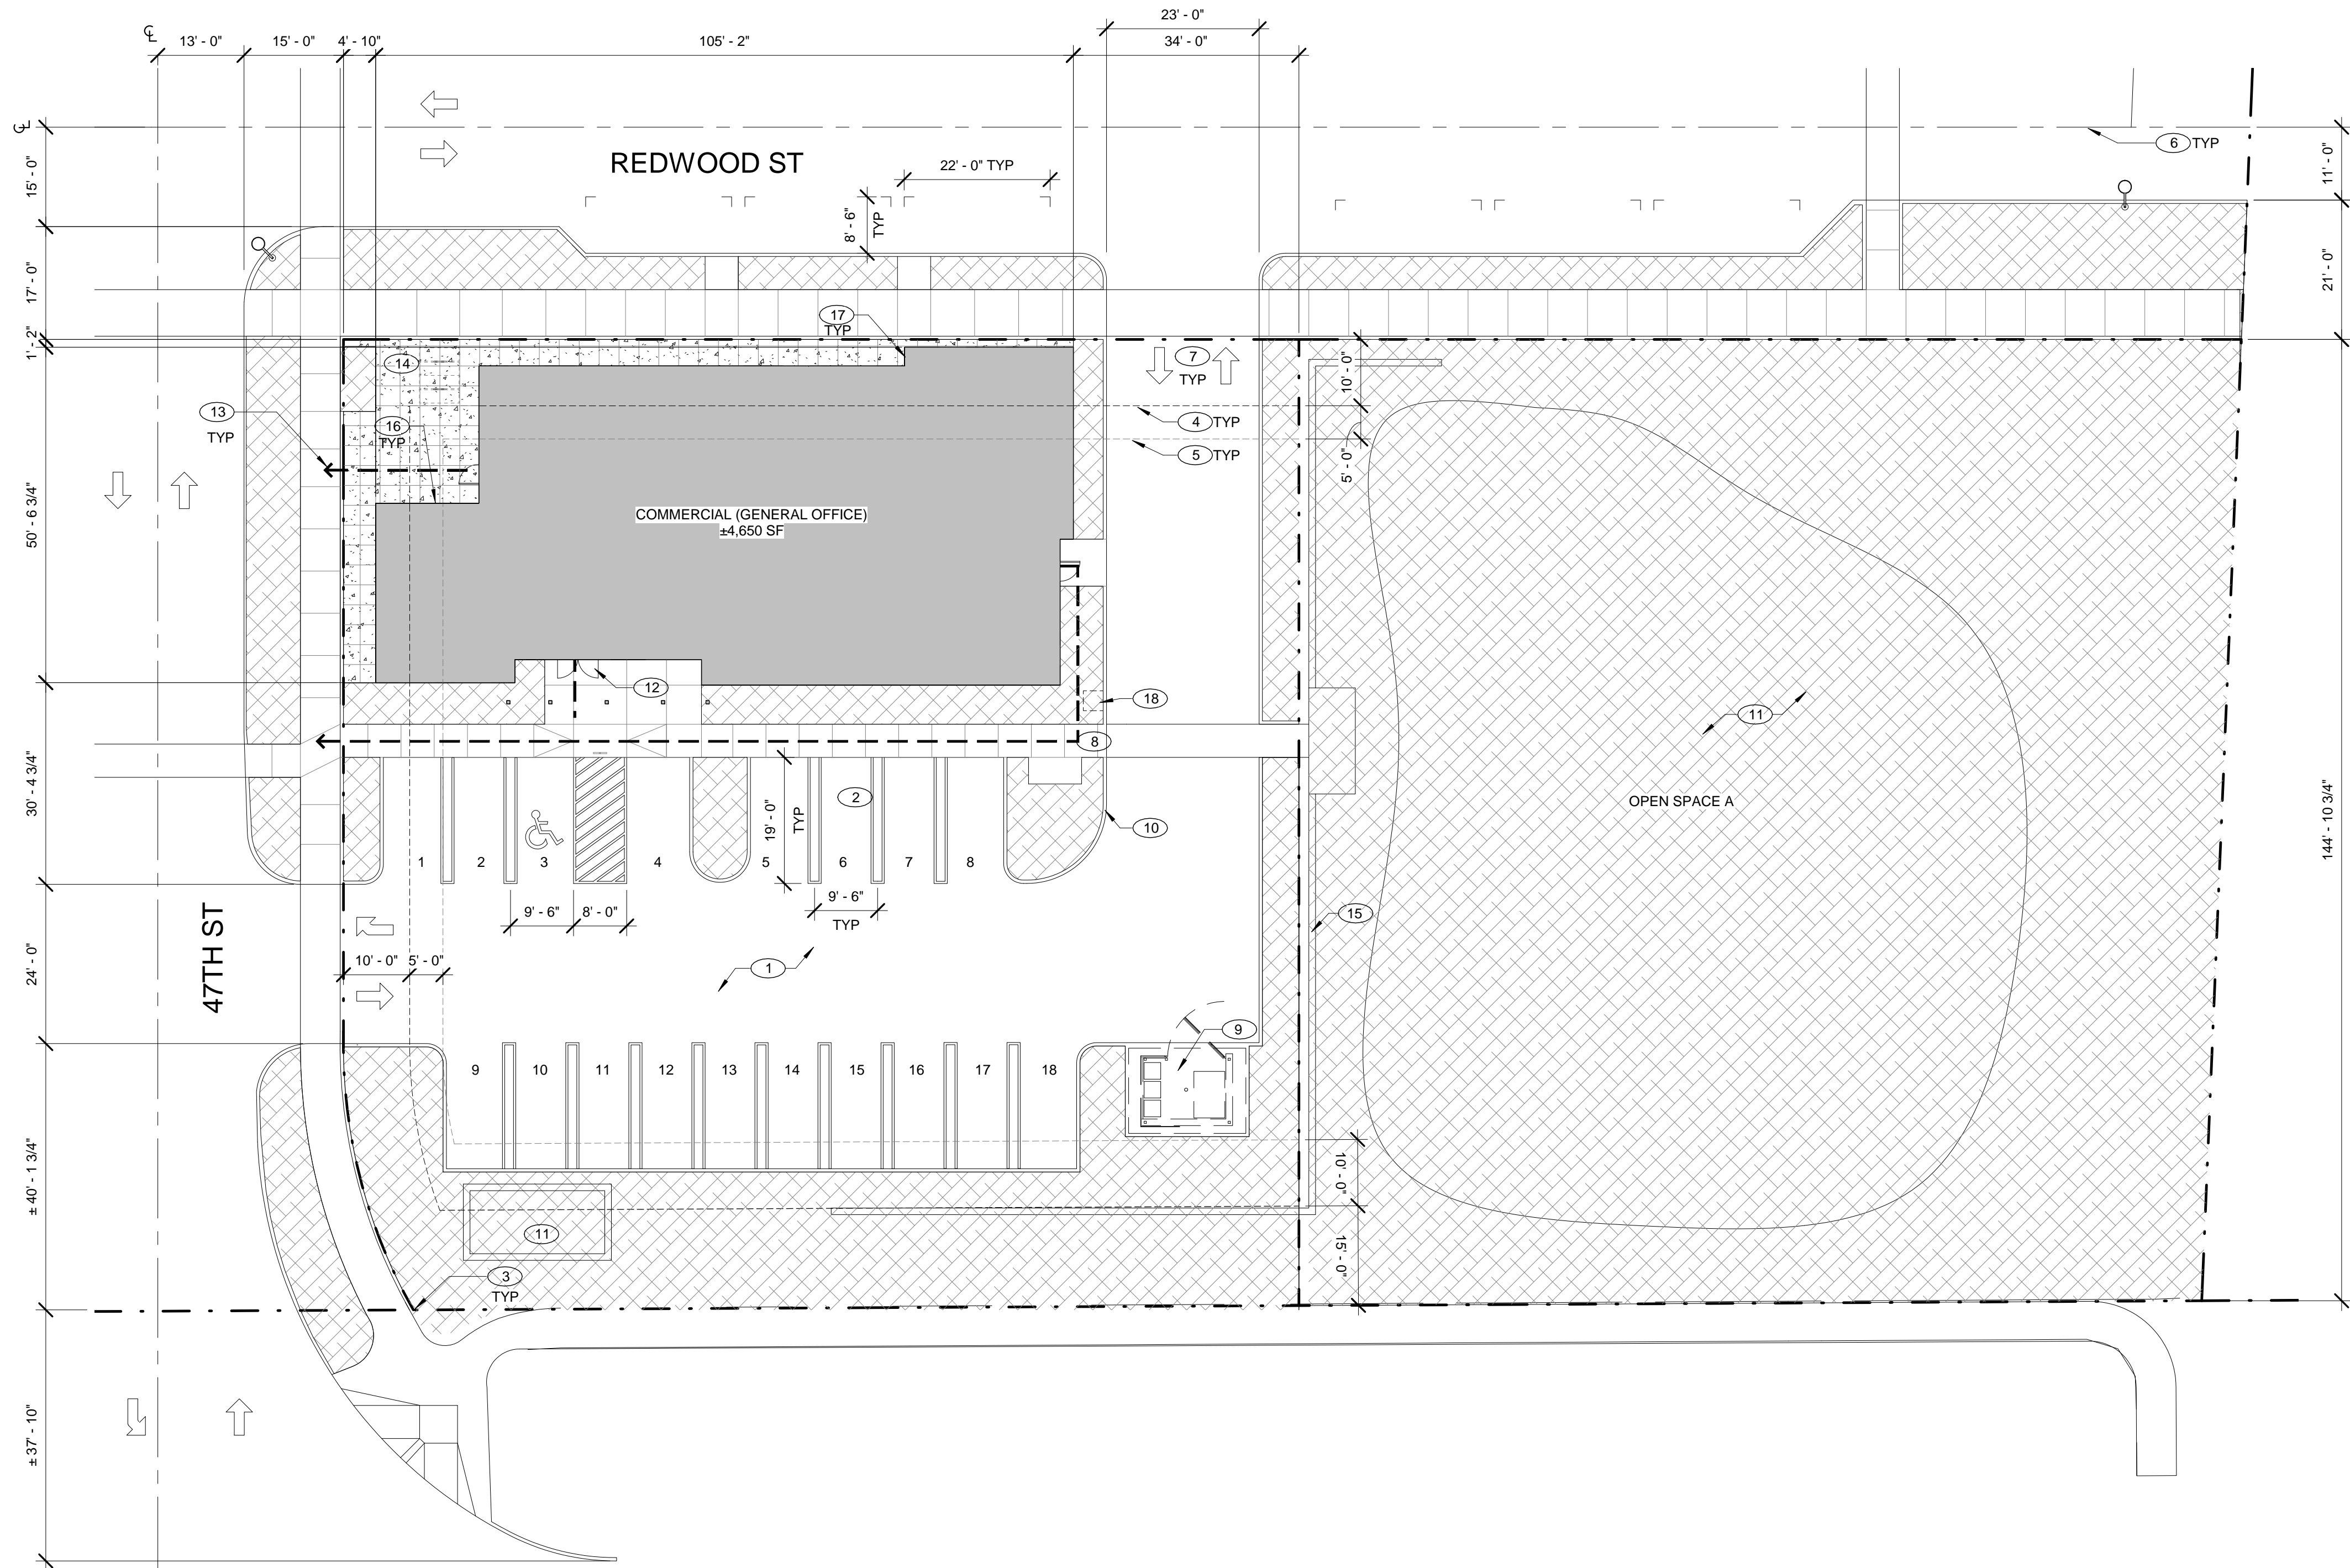 23' - 0"
℄
13' - 0"
15' - 0"
4' - 10"
105' - 2"
34' - 0"
℄
15' - 0"
REDWOOD ST
22' - 0" TYP
8' - 6"
TYP
6 TYP
11' - 0"
17' - 0"
21' - 0"
1' - 2"
17
TYP
14
7
TYP
10' - 0"
13
TYP
16
TYP
4 TYP
5 TYP
5' - 0"
50' - 6 3/4"
COMMERCIAL (GENERAL OFFICE)
±4,650 SF
12
18
11
8
30' - 4 3/4"
2
19' - 0"
TYP
10
OPEN SPACE A
144' - 10 3/4"
1
2
3
4
5
6
7
8
9' - 6"
8' - 0"
9' - 6"
TYP
15
47TH ST
24' - 0"
10' - 0"
5' - 0"
1
9
9
10
11
12
13
14
15
16
17
18
± 40' - 1 3/4"
10' - 0"
11
15' - 0"
3
TYP
± 37' - 10"